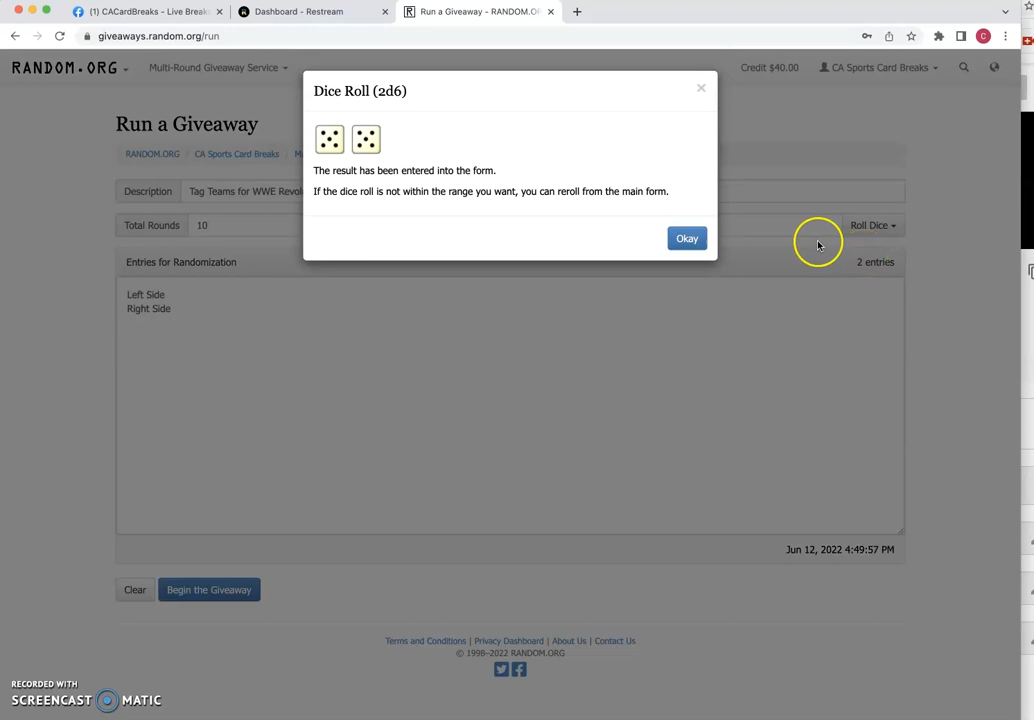 (1) CACardBreaks - Live Break
Dashboard - Restream
Run a Giveaway - RANDOM.OR
giveaways.random.org/run
C
RANDOM.ORG
Multi-Round Giveaway Service
Credit $40.00
CA Sports Card Breaks
Dice Roll (2d6)
×
Run a Giveaway
RANDOM.ORG / CA Sports Card Breaks / M
The result has been entered into the form.
Description
Tag Teams for WWE Revol
If the dice roll is not within the range you want, you can reroll from the main form.
Total Rounds
10
Roll Dice
Okay
Entries for Randomization
2 entries
Left Side
Right Side
Jun 12, 2022 4:49:57 PM
Clear
Begin the Giveaway
Terms and Conditions | Privacy Dashboard | About Us | Contact Us
© 1998–2022 RANDOM.ORG
RECORDED WITH
SCREENCAST MATIC